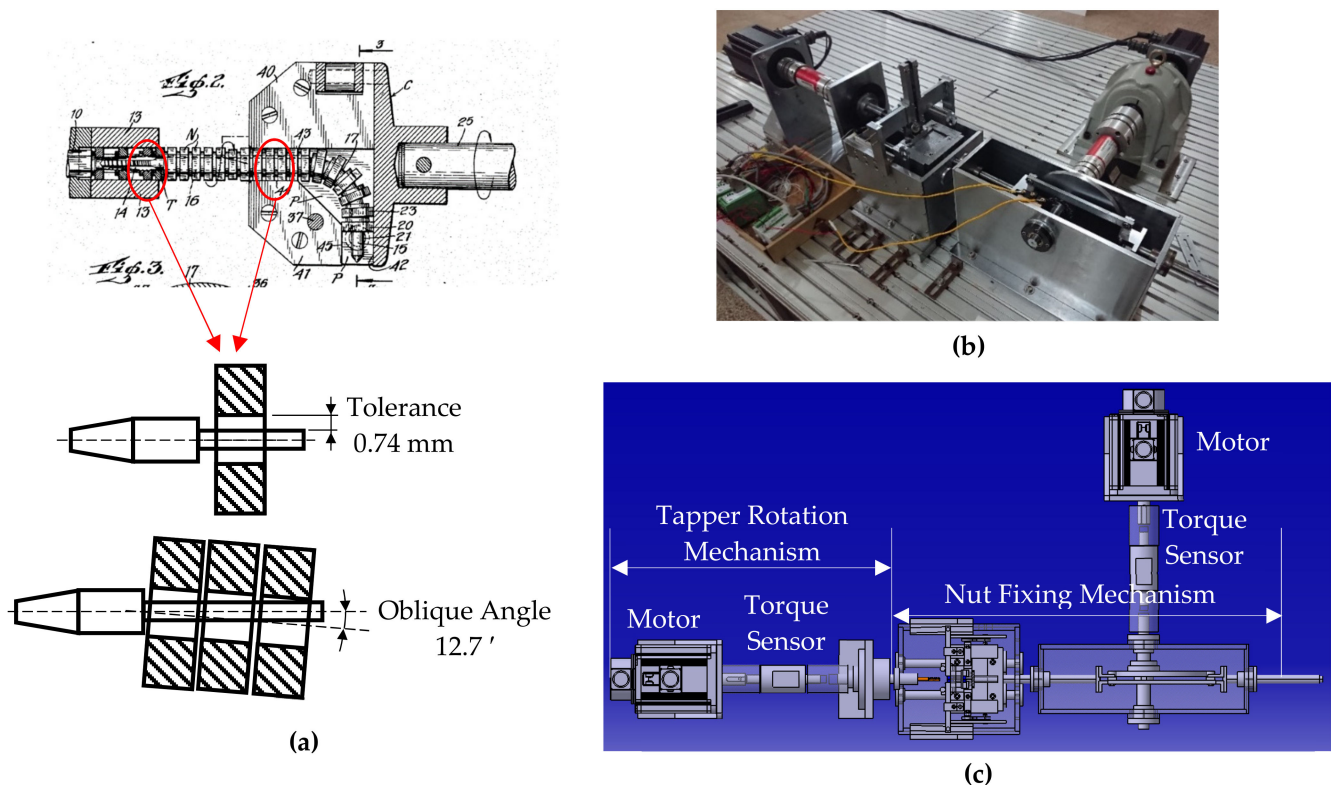 Fig.2.
3
40
C
10
13
N
43
17
25
14
13
T
16
P
37
23
20
21
15
45
41
P
42
Fig.3.
17
36
Tolerance
0.74 mm
Oblique Angle
12.7 ′
(a)
(b)
Motor
Tapper Rotation
Mechanism
Torque
Sensor
Nut Fixing Mechanism
Motor
Torque
Sensor
(c)